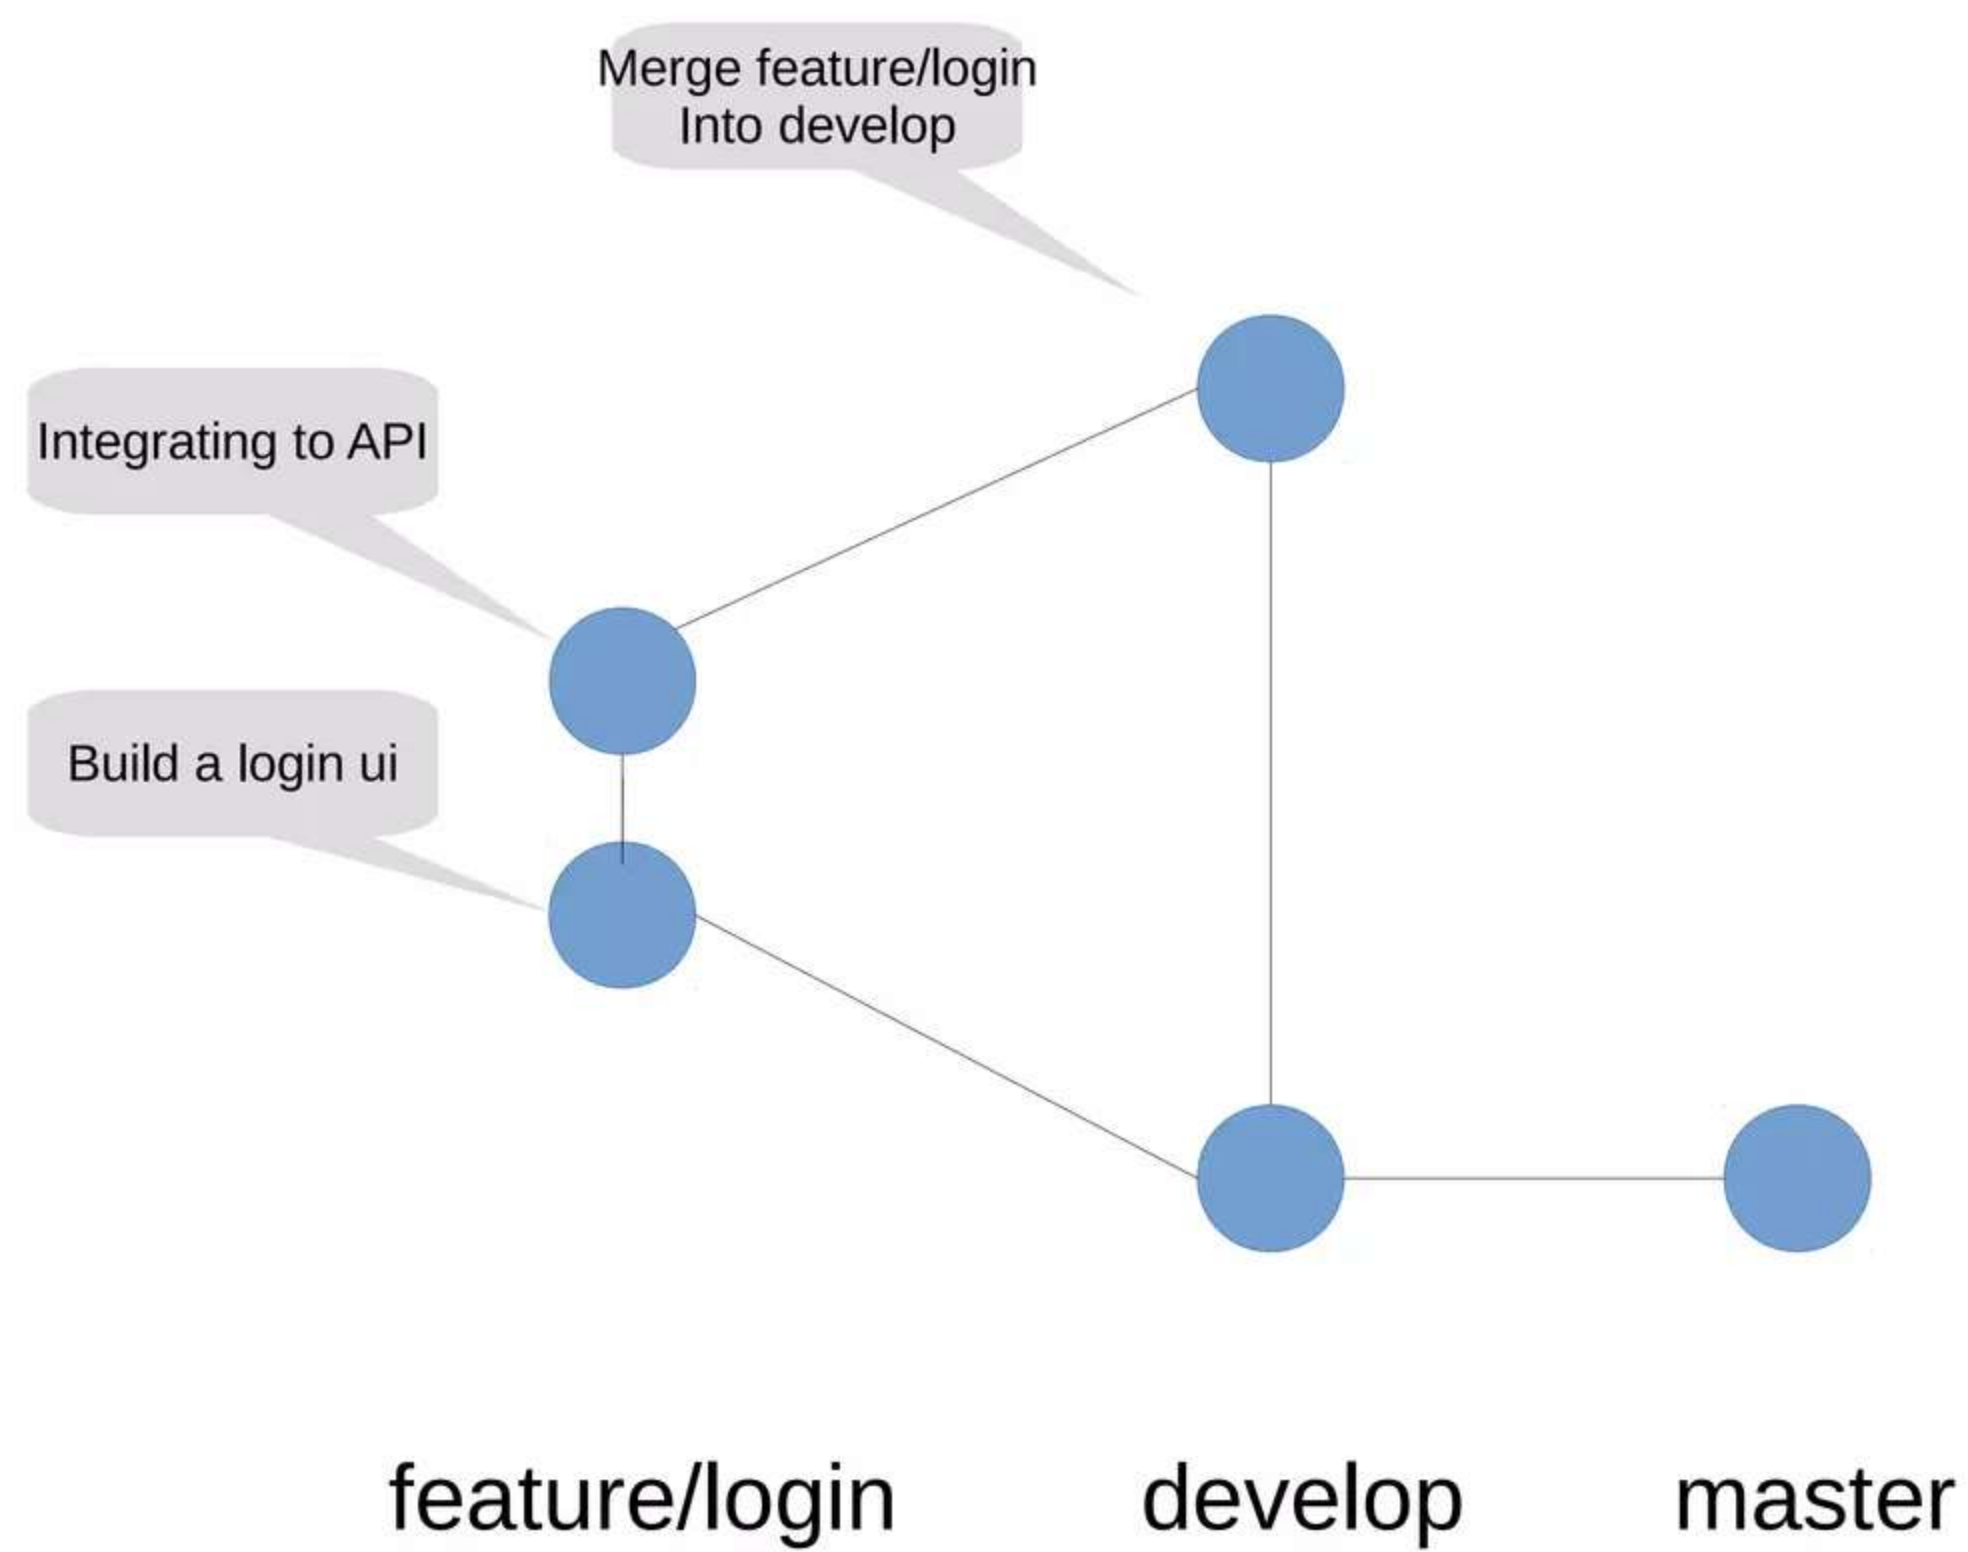 Merge feature/login
Into develop
Integrating to API
Build a login ui
feature/login
develop
master